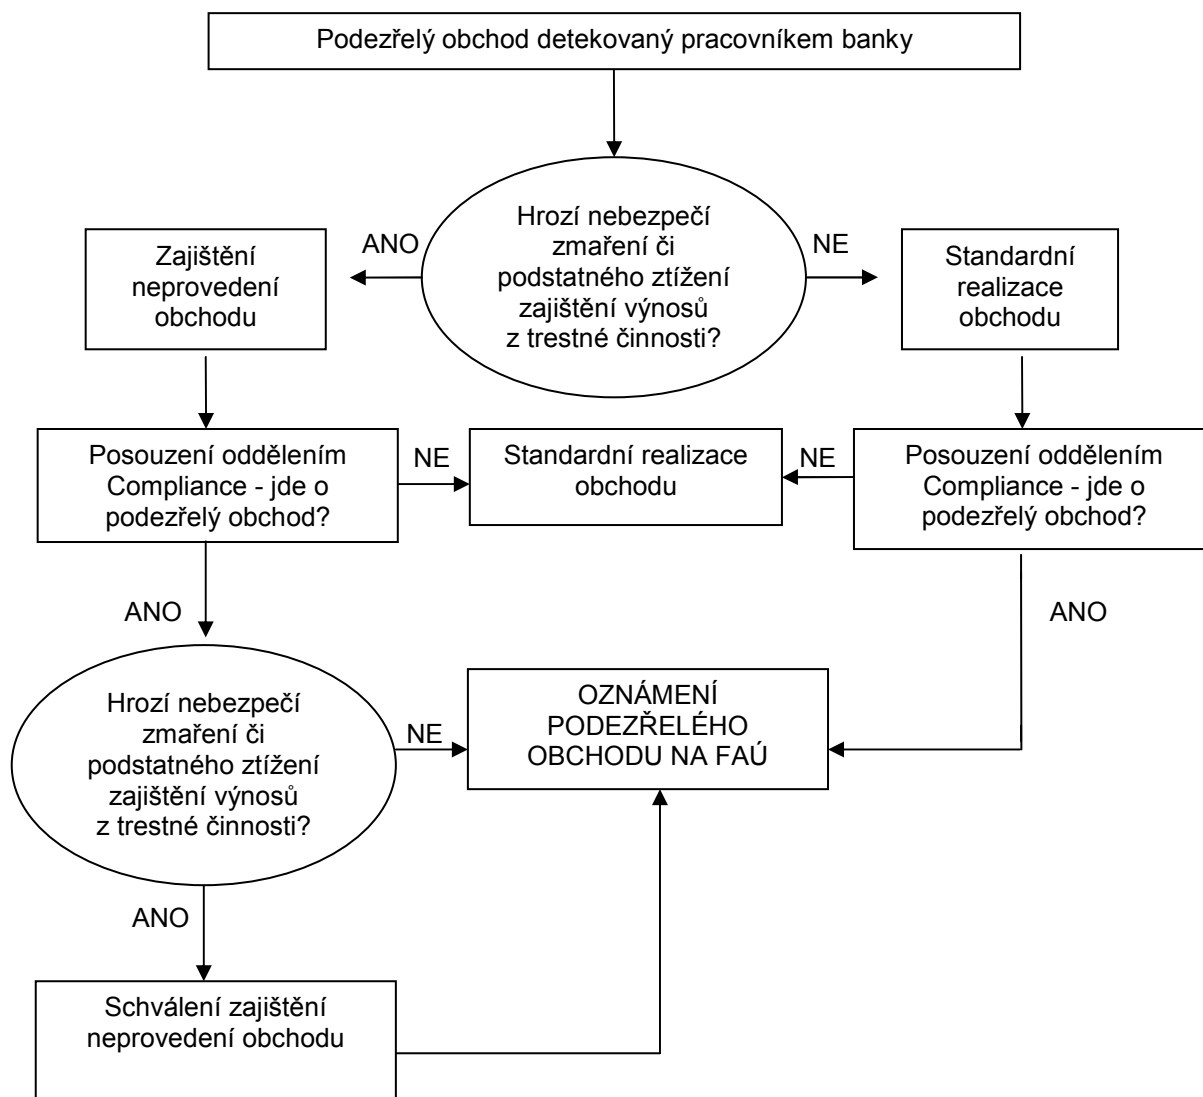 Podezřelý obchod detekovaný pracovníkem banky
Hrozí nebezpečí
zmaření či
podstatného ztížení
zajištění výnosů
z trestné činnosti?
ANO
NE
Zajištění
neprovedení
obchodu
Standardní
realizace
obchodu
Posouzení oddělením
Compliance - jde o
podezřelý obchod?
NE
Standardní realizace
obchodu
NE
Posouzení oddělením
Compliance - jde o
podezřelý obchod?
ANO
ANO
Hrozí nebezpečí
zmaření či
podstatného ztížení
zajištění výnosů
z trestné činnosti?
NE
OZNÁMENÍ
PODEZŘELÉHO
OBCHODU NA FAÚ
ANO
Schválení zajištění
neprovedení obchodu